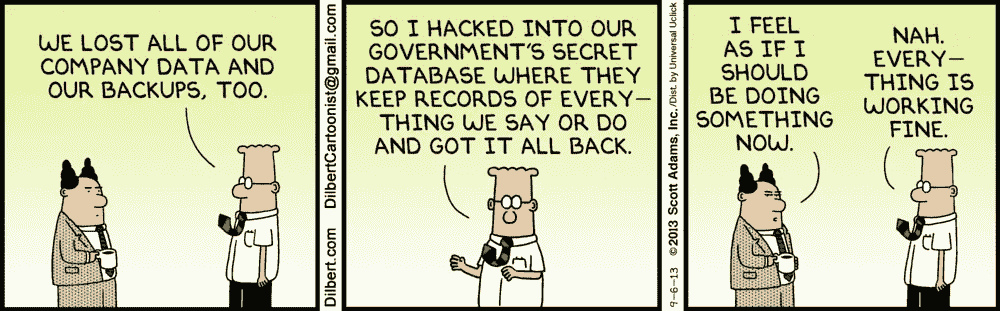 WE LOST ALL OF OUR
COMPANY DATA AND
OUR BACKUPS, TOO.
Dilbert.com DilbertCartoonist@gmail.com
SO I HACKED INTO OUR
GOVERNMENT'S SECRET
DATABASE WHERE THEY
KEEP RECORDS OF EVERY-
THING WE SAY OR DO
AND GOT IT ALL BACK.
9-6-13 ©2013 Scott Adams, Inc. /Dist. by Universal Uclick
I FEEL
AS IF I
SHOULD
BE DOING
SOMETHING
NOW.
NAH.
EVERY-
THING IS
WORKING
FINE.